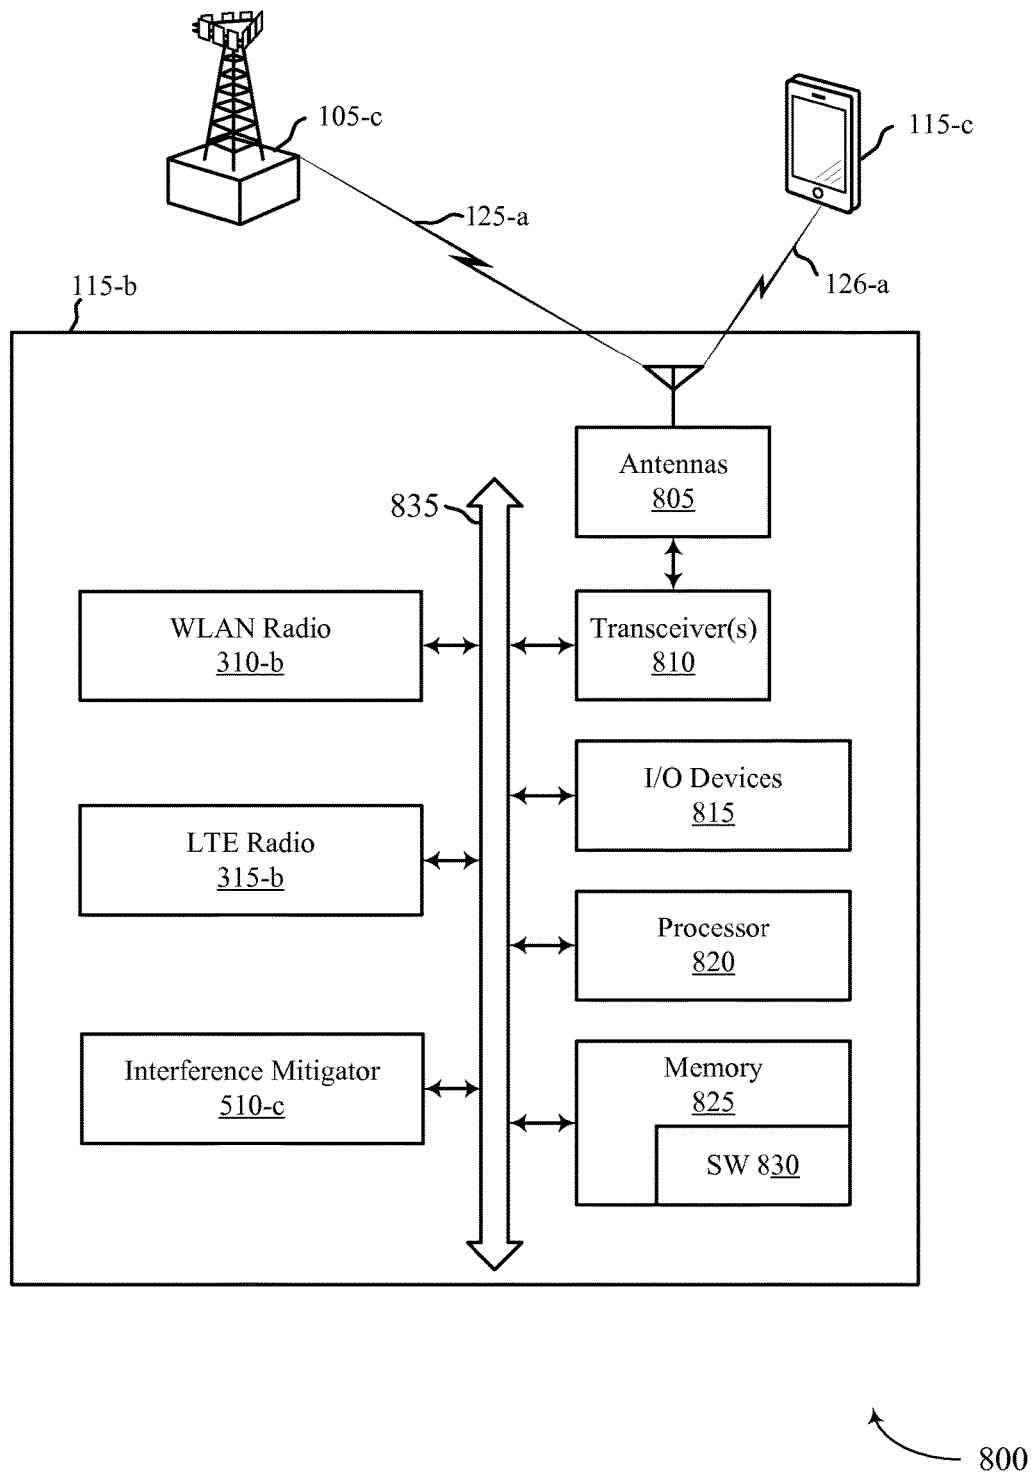 105-c
115-c
125-a
126-a
115-b
Antennas
805
835
WLAN Radio
310-b
Transceiver(s)
810
I/O Devices
815
LTE Radio
315-b
Processor
820
Interference Mitigator
510-c
Memory
825
SW 830
800